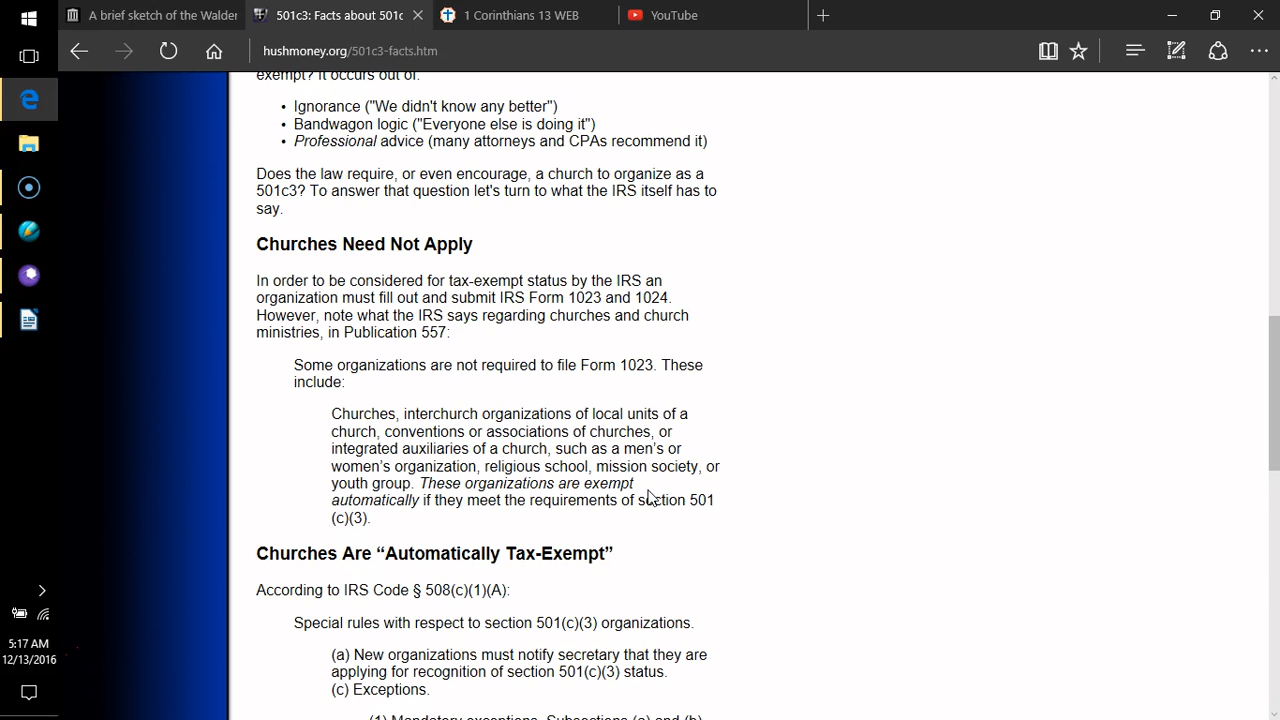 A brief sketch of the Walder
501c3: Facts about 501c
1 Corinthians 13 WEB
YouTube
hushmoney.org/501c3-facts.htm
exempt? It occurs out of:
• Ignorance ("We didn't know any better")
• Bandwagon logic ("Everyone else is doing it")
• Professional advice (many attorneys and CPAs recommend it)
Does the law require, or even encourage, a church to organize as a
501c3? To answer that question let's turn to what the IRS itself has to
say.
Churches Need Not Apply
In order to be considered for tax-exempt status by the IRS an
organization must fill out and submit IRS Form 1023 and 1024.
However, note what the IRS says regarding churches and church
ministries, in Publication 557:
Some organizations are not required to file Form 1023. These
include:
Churches, interchurch organizations of local units of a
church, conventions or associations of churches, or
integrated auxiliaries of a church, such as a men’s or
women’s organization, religious school, mission society, or
youth group. These organizations are exempt
automatically if they meet the requirements of section 501
(c)(3).
Churches Are “Automatically Tax-Exempt”
According to IRS Code § 508(c)(1)(A):
Special rules with respect to section 501(c)(3) organizations.
(a) New organizations must notify secretary that they are
applying for recognition of section 501(c)(3) status.
(c) Exceptions.
(1) Mandatory exceptions. Subsections (a) and (b)
5:17 AM
12/13/2016